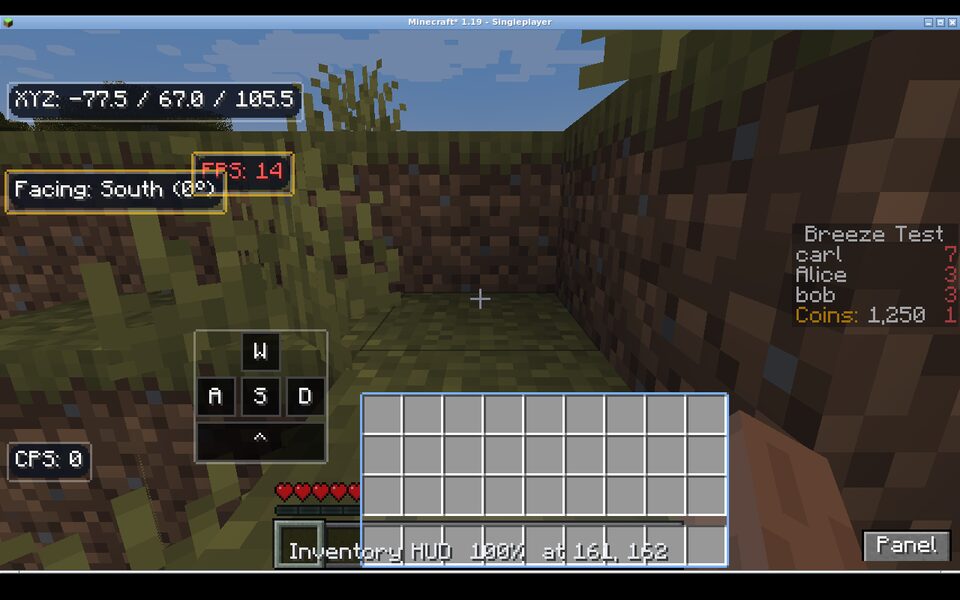 Minecraft* 1.19 - Singleplayer
XYZ: -77.5 / 67.0 / 105.5
FPS: 14
Facing: South (0°)
Breeze Test
carl 7
Alice 3
bob 3
Coins: 1,250 1
W
A S D
^
CPS: 0
Inventory HUD 100% at 161, 162
Panel